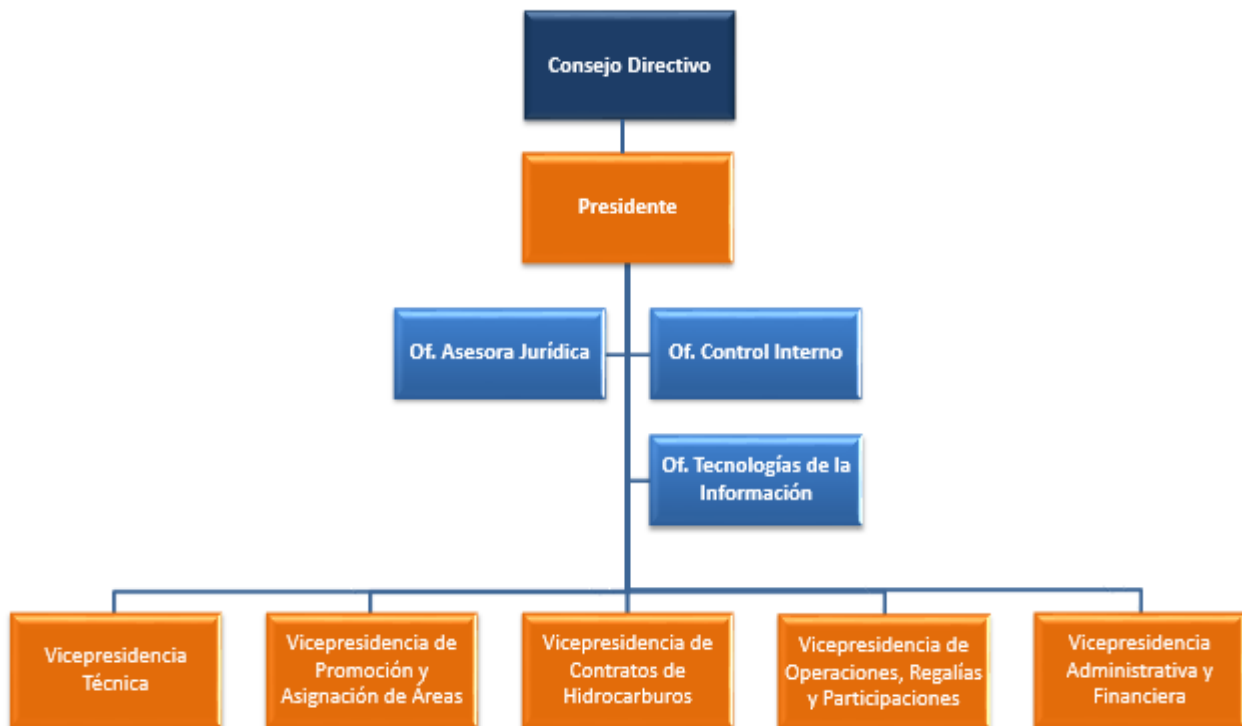 Consejo Directivo
Presidente
Of. Asesora Jurídica
Of. Control Interno
Of. Tecnologías de la
Información
Vicepresidencia
Técnica
Vicepresidencia de
Promoción y
Asignación de Áreas
Vicepresidencia de
Contratos de
Hidrocarburos
Vicepresidencia de
Operaciones, Regalías
y Participaciones
Vicepresidencia
Administrativa y
Financiera